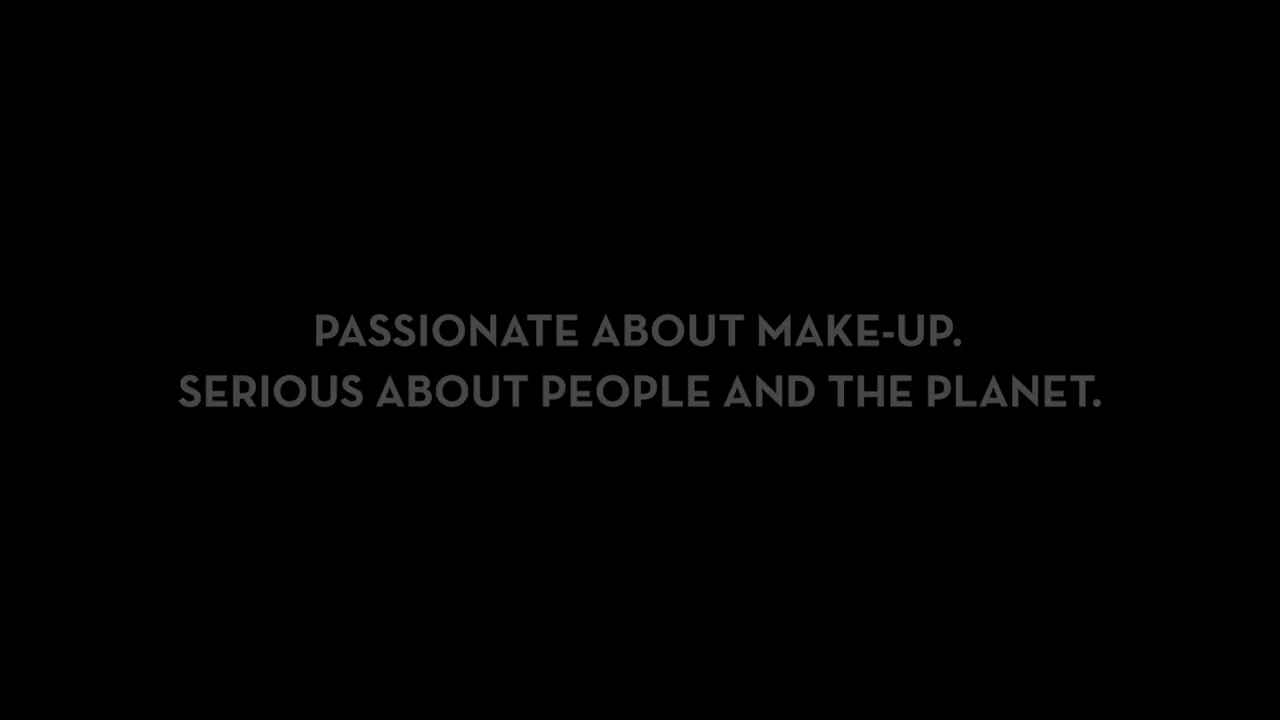 PASSIONATE ABOUT MAKE-UP.
SERIOUS ABOUT PEOPLE AND THE PLANET.